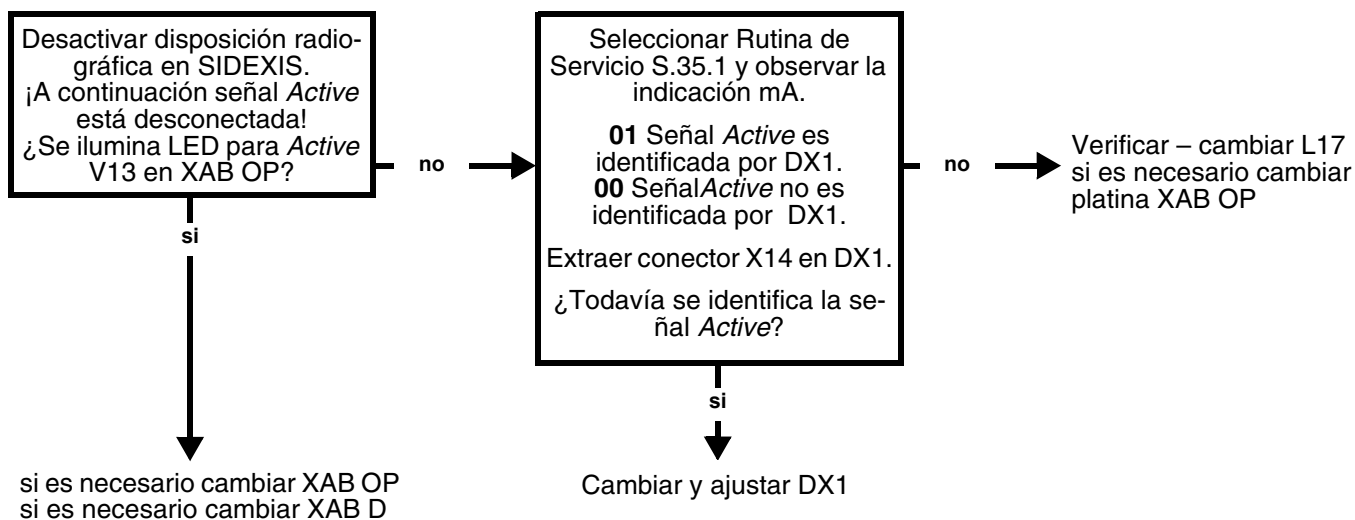 Desactivar disposición radio-
gráfica en SIDEXIS.
¡A continuación señal Active
está desconectada!
¿Se ilumina LED para Active
V13 en XAB OP?
no
si
si es necesario cambiar XAB OP
si es necesario cambiar XAB D
Seleccionar Rutina de
Servicio S.35.1 y observar la
indicación mA.
01 Señal Active es
identificada por DX1.
00 SeñalActive no es
identificada por DX1.
Extraer conector X14 en DX1.
¿Todavía se identifica la se-
ñal Active?
no
si
Cambiar y ajustar DX1
Verificar – cambiar L17
si es necesario cambiar
platina XAB OP